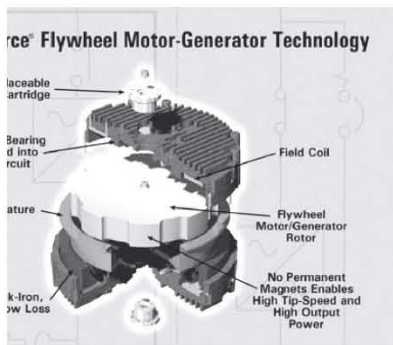 rce® Flywheel Motor-Generator Technology
laceable
artridge
Bearing
d into
rcuit
Field Coil
ature
Flywheel
Motor/Generator
Rotor
No Permanent
Magnets Enables
High Tip-Speed and
High Output
Power
k-Iron,
ow Loss